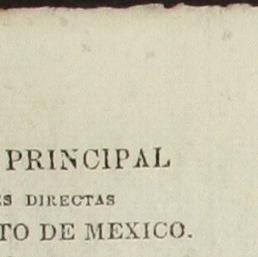 PRINCIPAL
ES DIRECTAS
TO DE MEXICO.